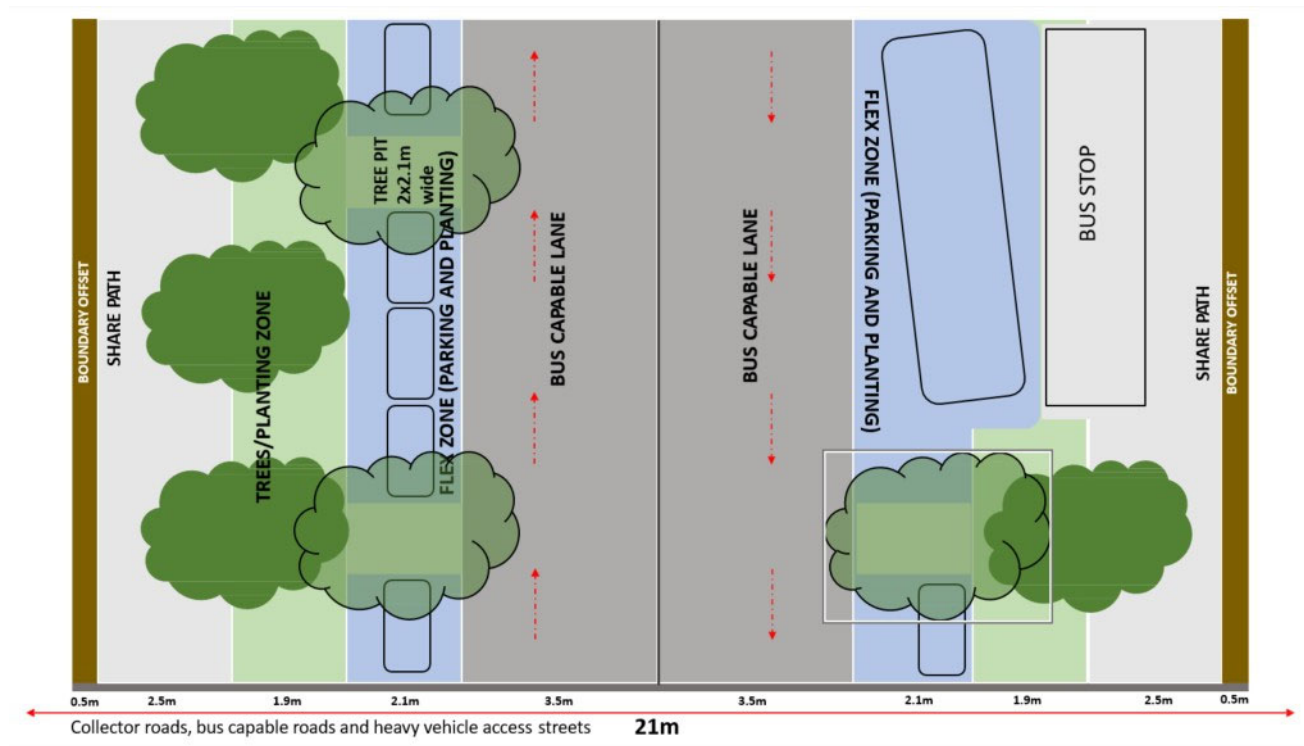 BOUNDARY OFFSET
SHARE PATH
TREES/PLANTING ZONE
TREE PIT
2x2.1m
wide
FLEX ZONE (PARKING AND PLANTING)
BUS CAPABLE LANE
BUS CAPABLE LANE
FLEX ZONE (PARKING AND PLANTING)
BUS STOP
SHARE PATH
BOUNDARY OFFSET
0.5m 2.5m 1.9m 2.1m 3.5m 3.5m 2.1m 1.9m 2.5m 0.5m
Collector roads, bus capable roads and heavy vehicle access streets 21m